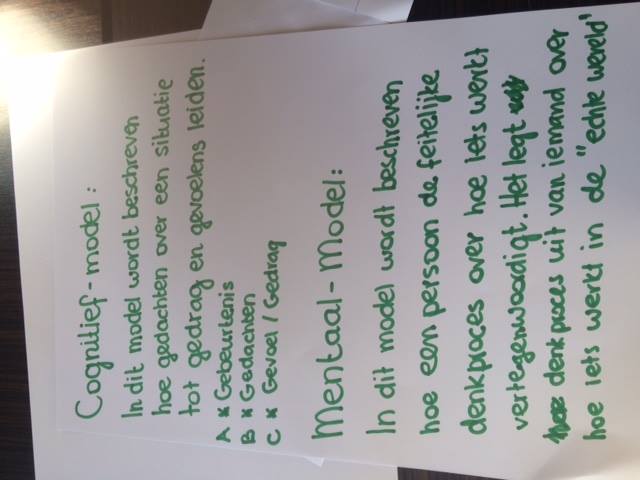 Cognitief-model:
In dit model wordt beschreven
hoe gedachten over een situatie
tot gedrag en gevoelens leiden.
A * Gebeurtenis
B * Gedachten
C * Gevoel / Gedrag
Mentaal-Model:
In dit model wordt beschreven
hoe een persoon de feitelijke
denkproces over hoe iets werkt
vertegenwoordigt. Het legt
denkproces uit van iemand over
hoe iets werkt in de "echte wereld"